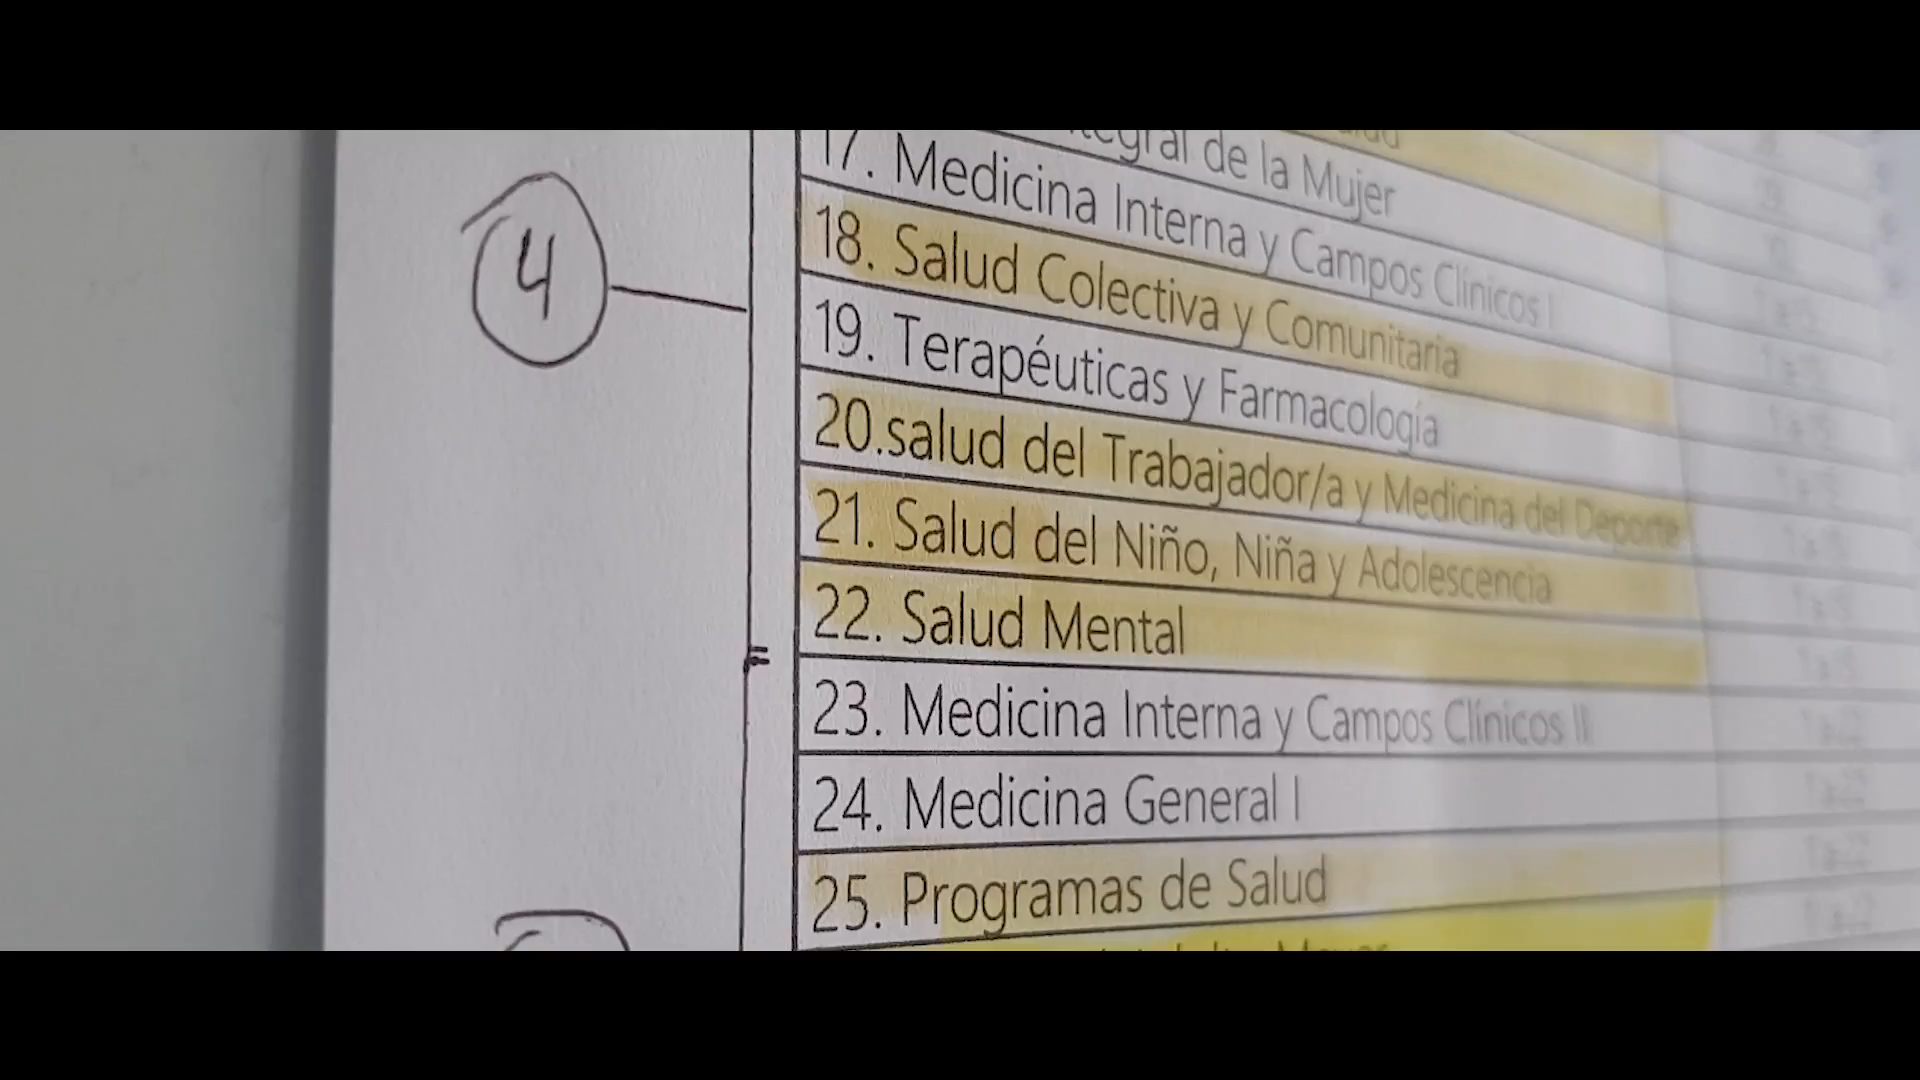 de la Mujer
17. Medicina Interna y Campos Clínicos I
18. Salud Colectiva y Comunitaria
4
19. Terapéuticas y Farmacología
20.salud del Trabajador/a y Medicina del Deporte
21. Salud del Niño, Niña y Adolescencia
22. Salud Mental
23. Medicina Interna y Campos Clínicos II
24. Medicina General I
25. Programas de Salud